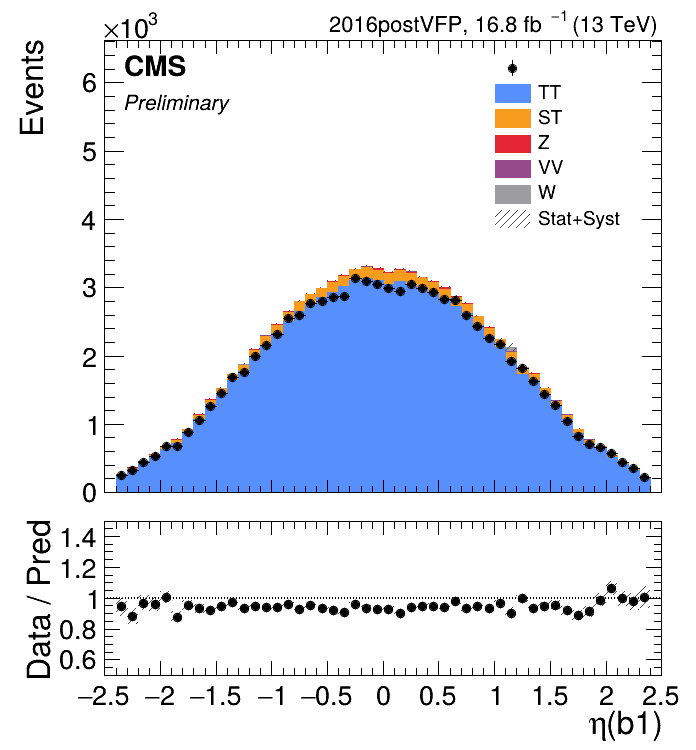 ×10³
2016postVFP, 16.8 fb ⁻¹ (13 TeV)
Events
CMS
Preliminary
TT
ST
Z
VV
W
Stat+Syst
6
5
4
3
2
1
0
Data / Pred
1.4
1.2
1
0.8
0.6
−2.5 −2 −1.5 −1 −0.5 0 0.5 1 1.5 2 2.5
η(b1)